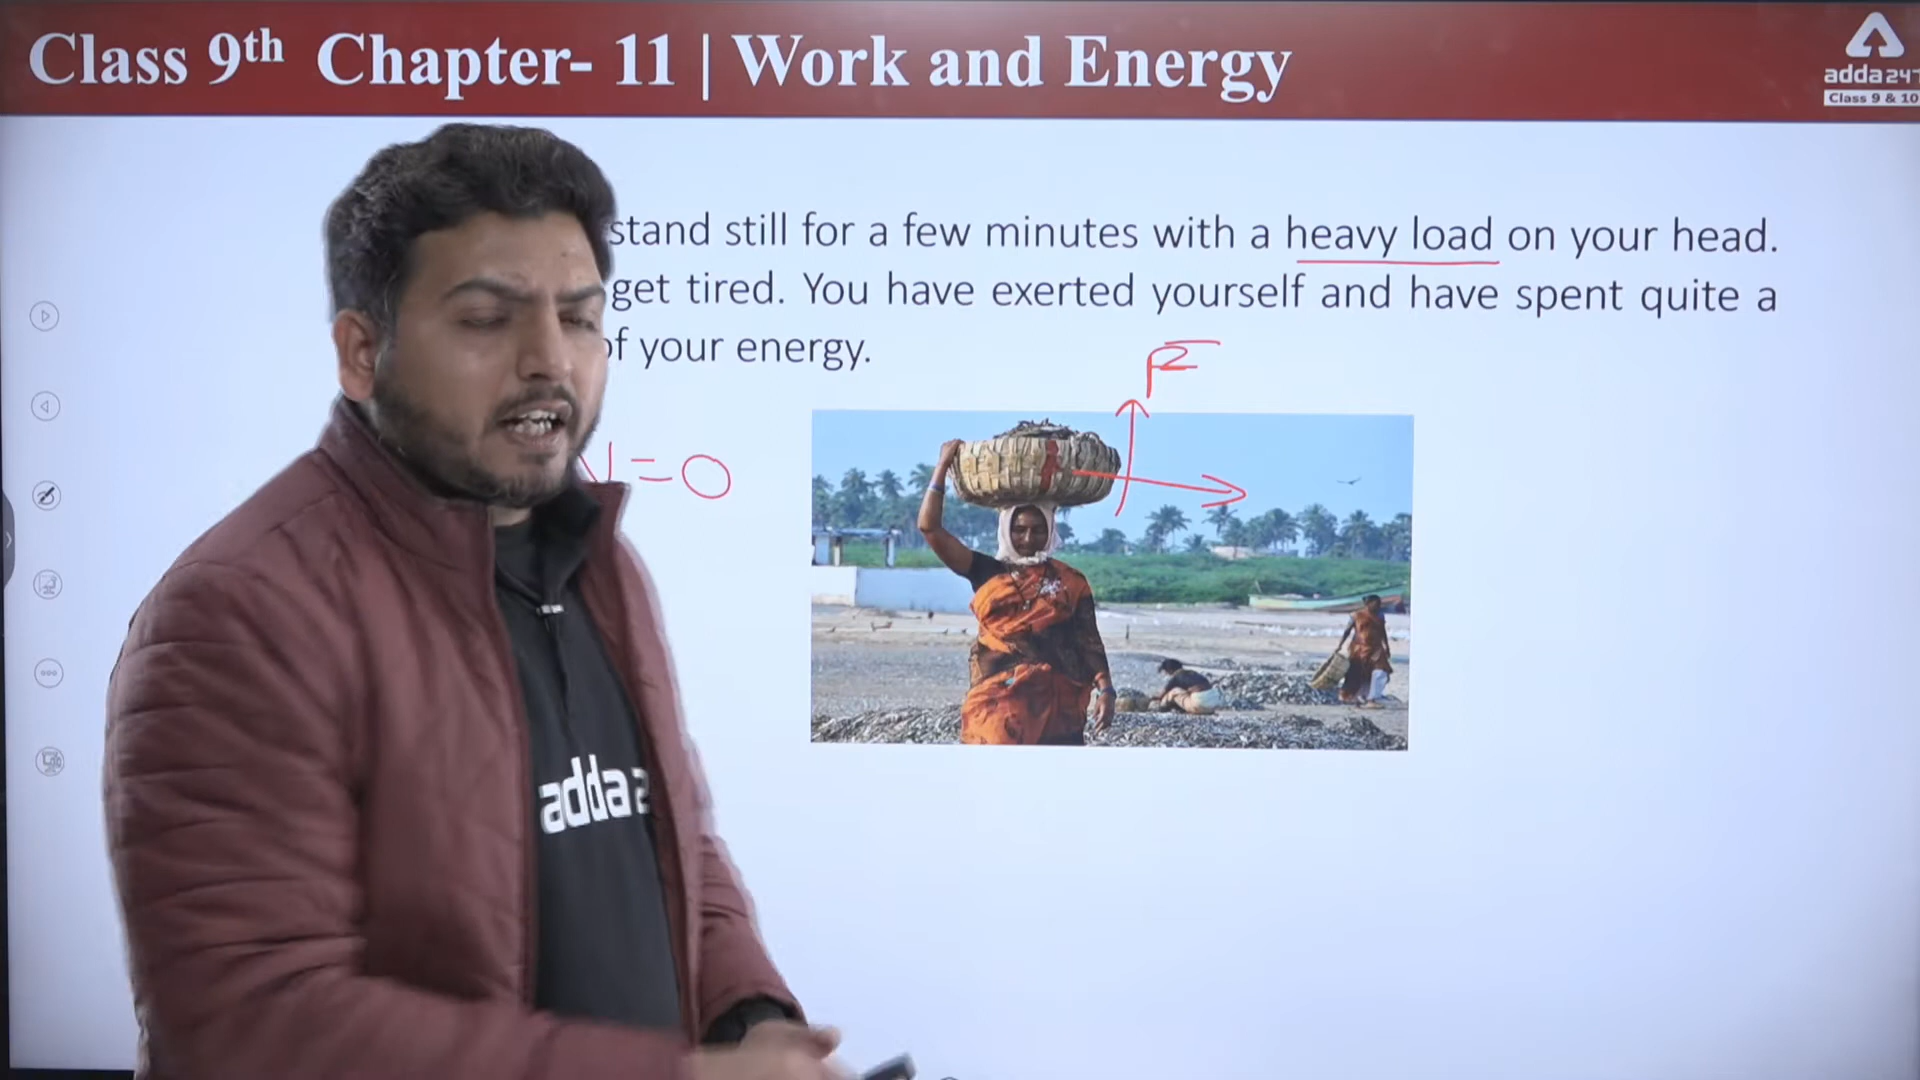 Class 9th Chapter- 11 | Work and Energy
adda247
Class 9 & 10
stand still for a few minutes with a heavy load on your head.
get tired. You have exerted yourself and have spent quite a
of your energy.
F
=0
adda2